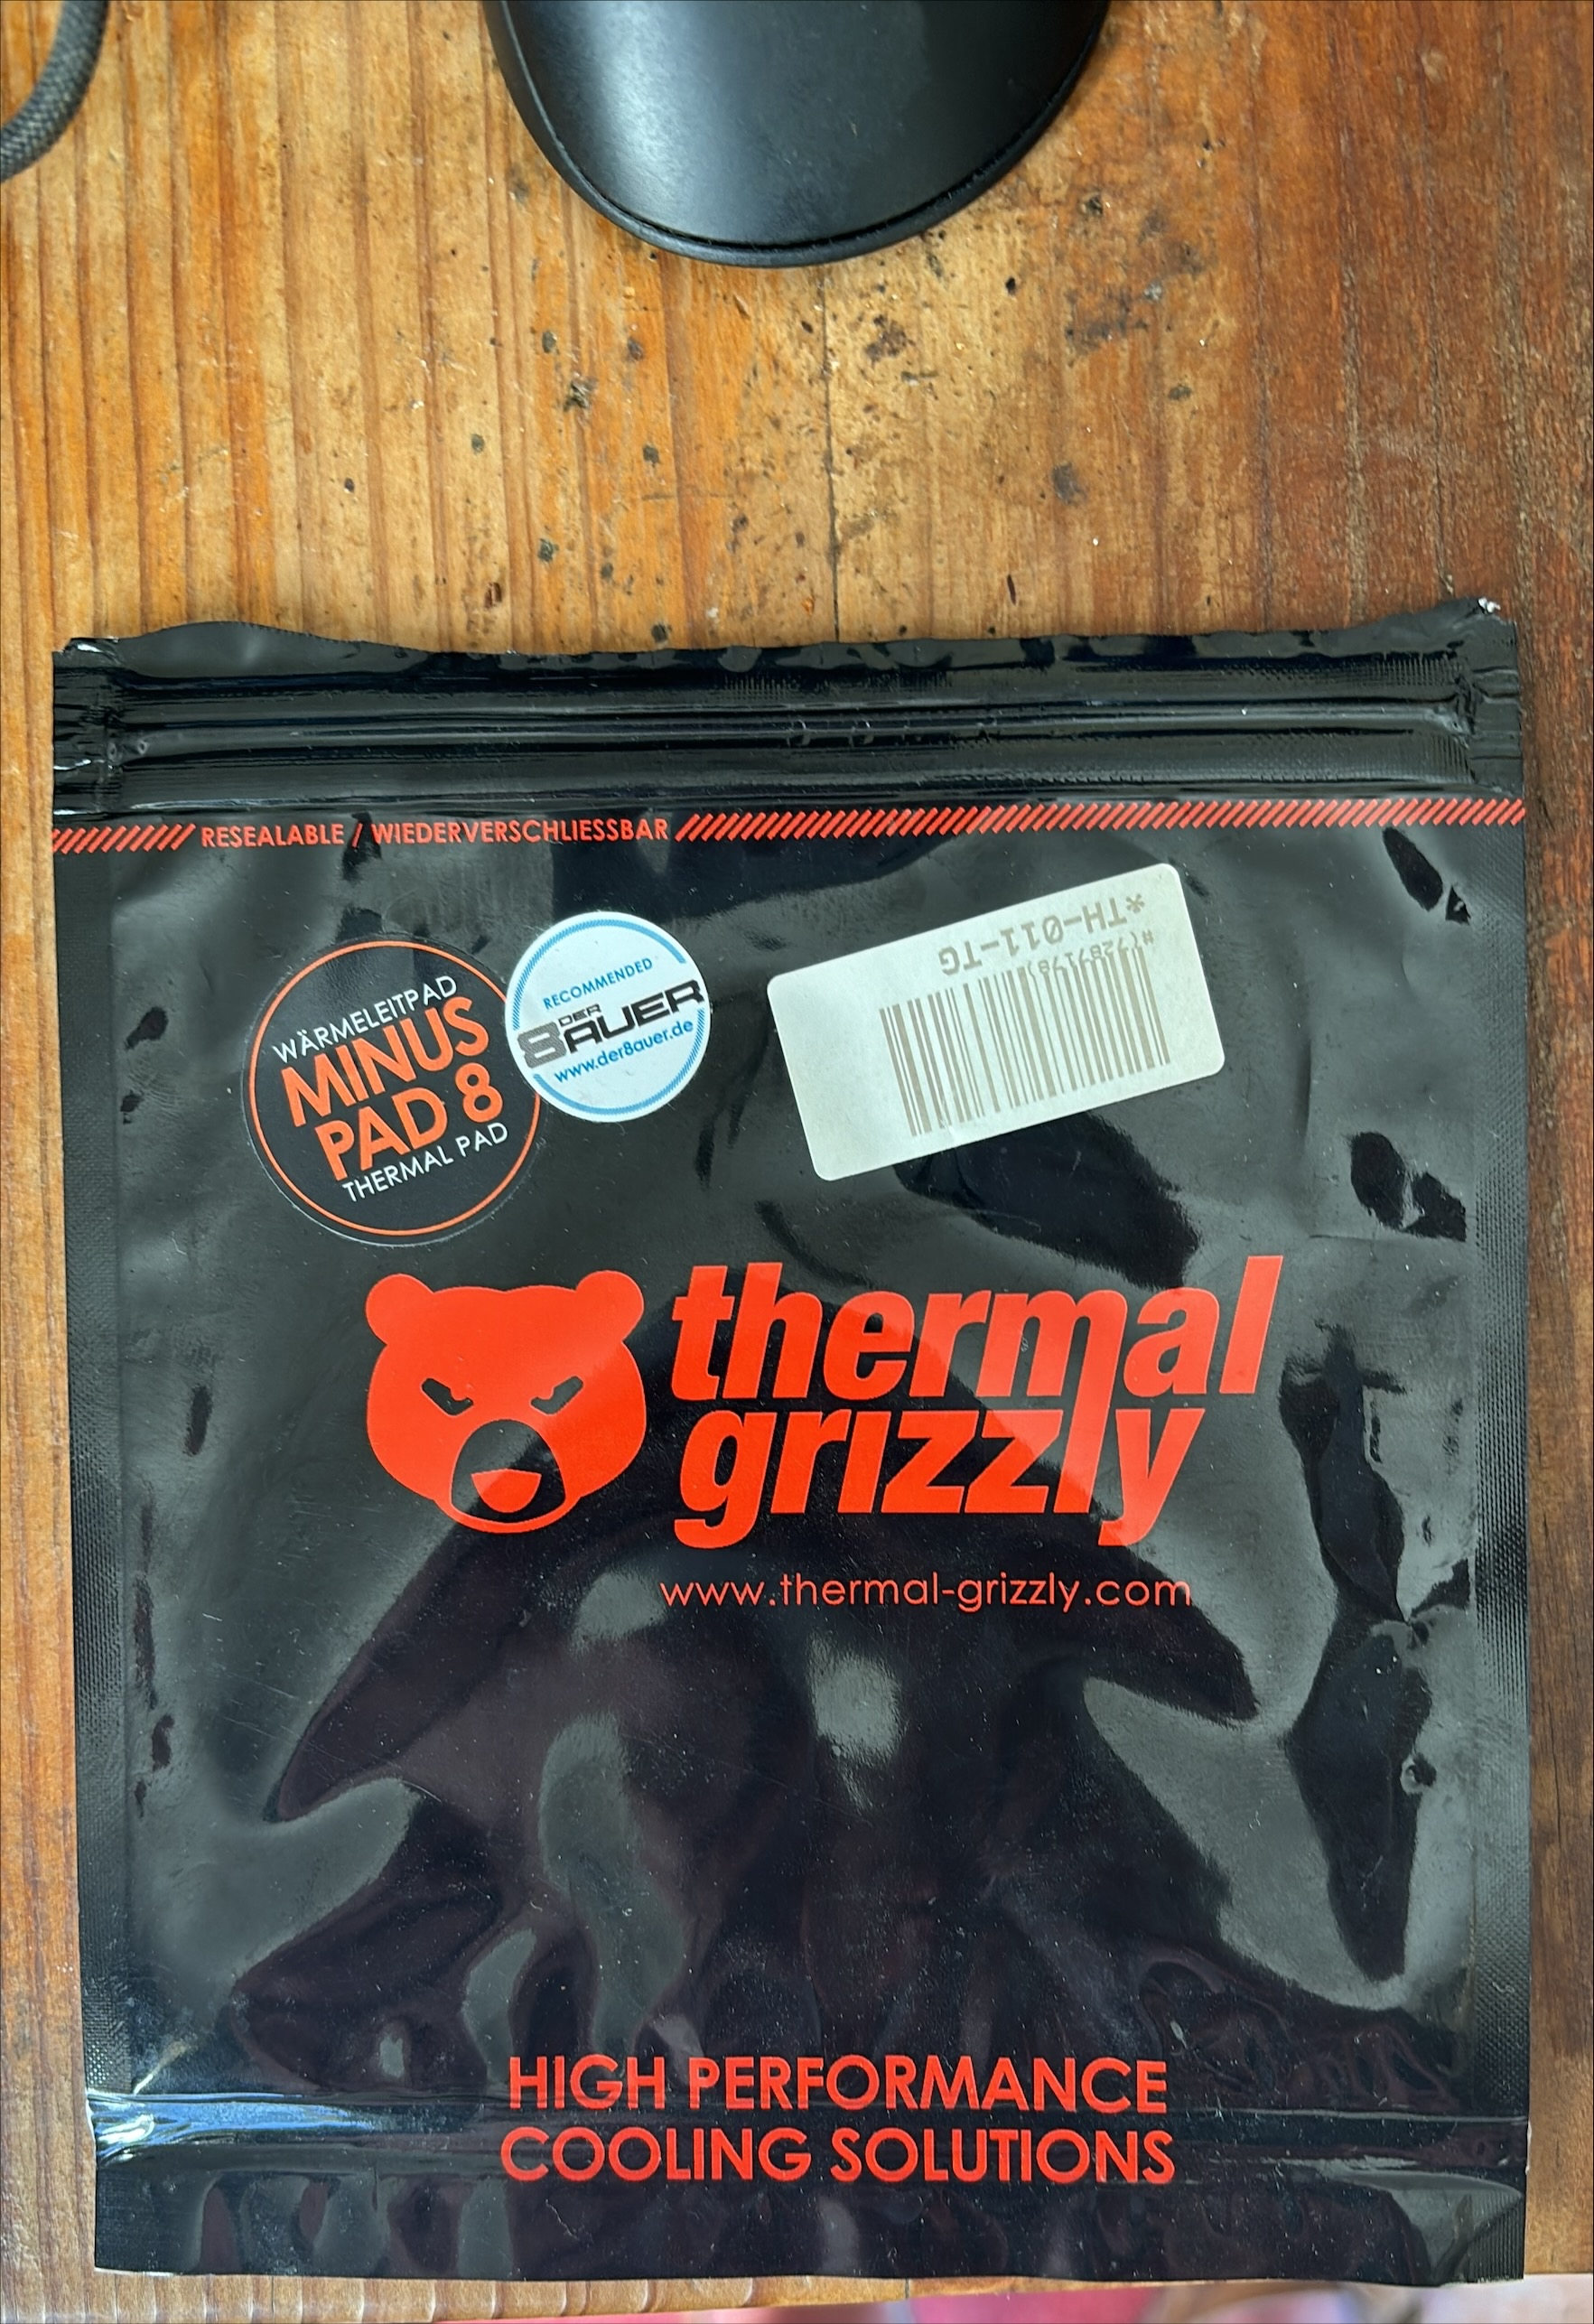 RESEALABLE / WIEDERVERSCHLIESSBAR
WÄRMELEITPAD
MINUS
PAD 8
THERMAL PAD
RECOMMENDED
DER
8AUER
www.der8auer.de
*TH-011-TG
thermal
grizzly
www.thermal-grizzly.com
HIGH PERFORMANCE
COOLING SOLUTIONS